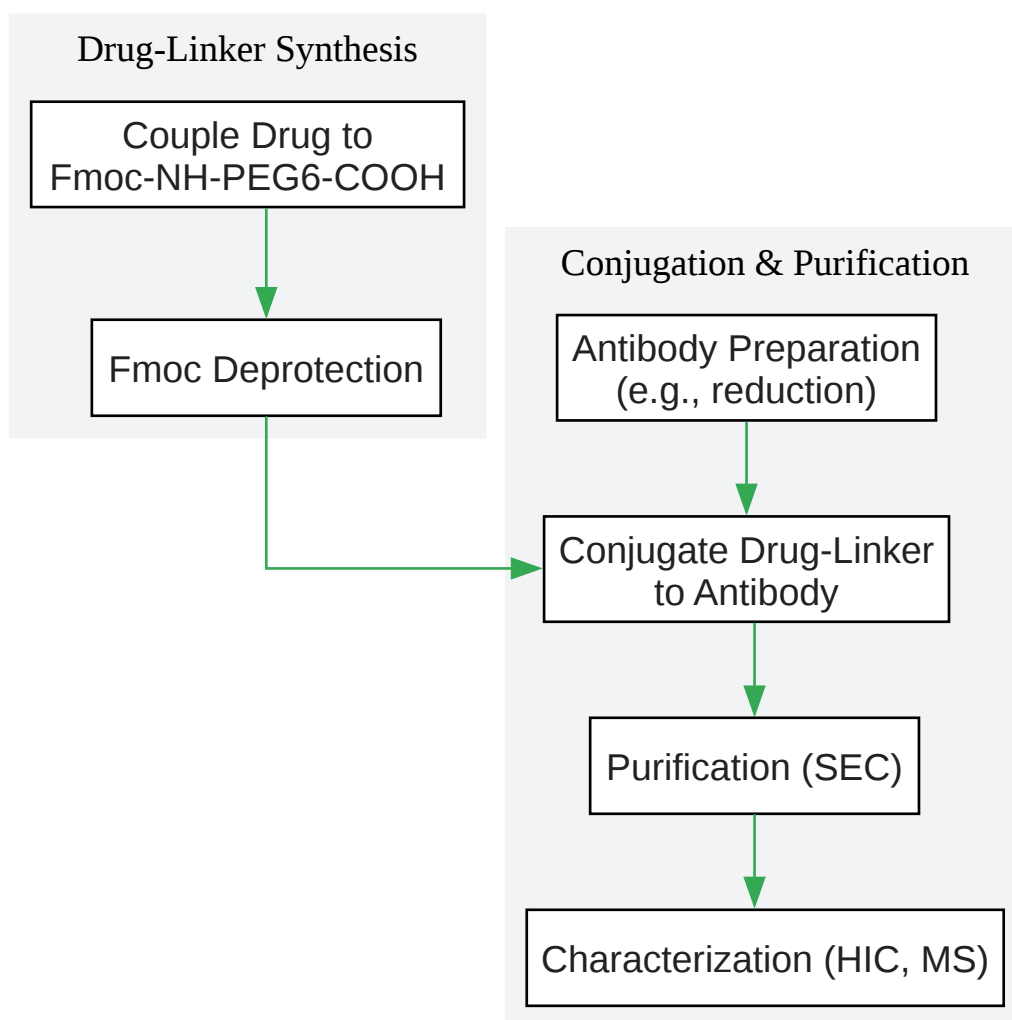 Drug-Linker Synthesis
Couple Drug to
Fmoc-NH-PEG6-COOH
Fmoc Deprotection
Conjugation & Purification
Antibody Preparation
(e.g., reduction)
Conjugate Drug-Linker
to Antibody
Purification (SEC)
Characterization (HIC, MS)